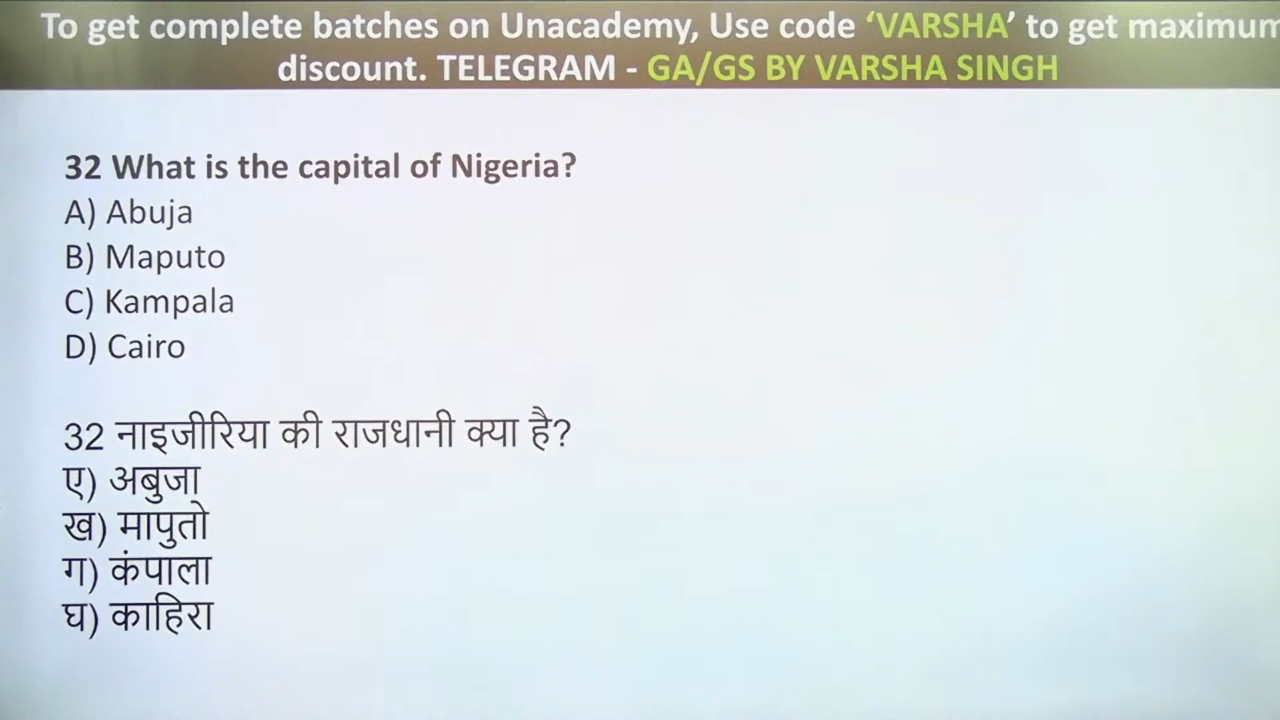 To get complete batches on Unacademy, Use code ‘VARSHA’ to get maximum
discount. TELEGRAM - GA/GS BY VARSHA SINGH
32 What is the capital of Nigeria?
A) Abuja
B) Maputo
C) Kampala
D) Cairo
32 नाइजीरिया की राजधानी क्या है?
ए) अबुजा
ख) मापुतो
ग) कंपाला
घ) काहिरा